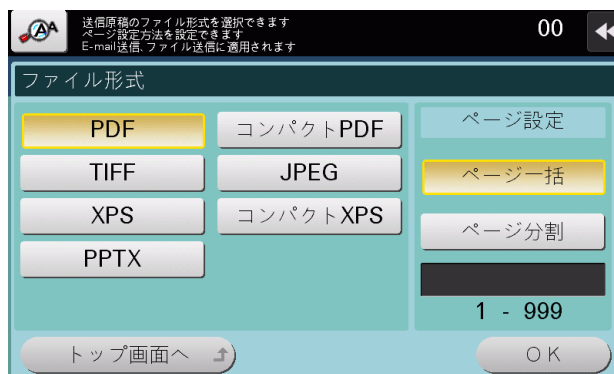 送信原稿のファイル形式を選択できます
ページ設定方法を設定できます
E-mail送信、ファイル送信に適用されます
00
ファイル形式
PDF
コンパクトPDF
TIFF
JPEG
XPS
コンパクトXPS
PPTX
ページ設定
ページ一括
ページ分割
1 - 999
トップ画面へ
OK